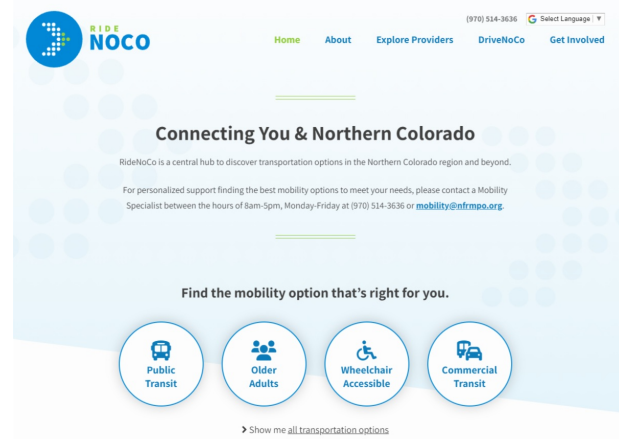 (970) 514-3636 Select Language ▼
RIDE
NOCO
Home About Explore Providers DriveNoCo Get Involved
Connecting You & Northern Colorado
RideNoCo is a central hub to discover transportation options in the Northern Colorado region and beyond.
For personalized support finding the best mobility options to meet your needs, please contact a Mobility
Specialist between the hours of 8am-5pm, Monday-Friday at (970) 514-3636 or mobility@nfrmpo.org.
Find the mobility option that's right for you.
Public
Transit
Older
Adults
Wheelchair
Accessible
Commercial
Transit
Show me all transportation options